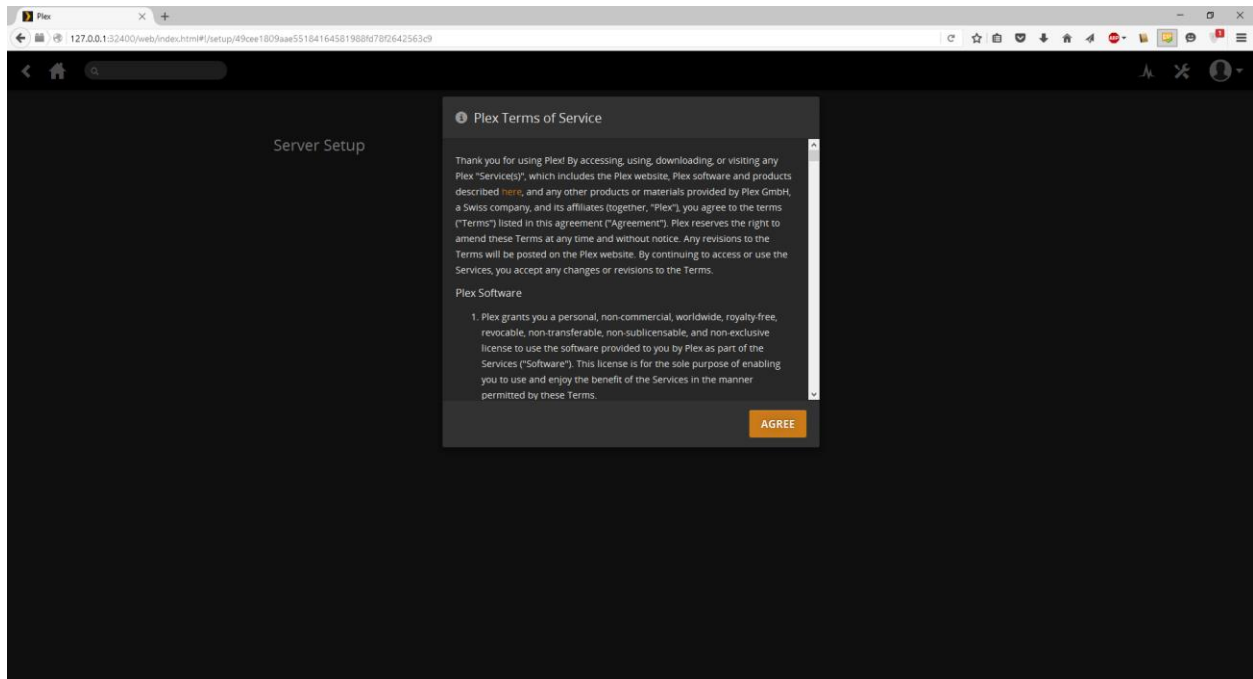 Plex
127.0.0.1:32400/web/index.html#!/setup/49cee1809aae55184164581988fd78f2642563c9
Plex Terms of Service
Server Setup
Thank you for using Plex! By accessing, using, downloading, or visiting any
Plex "Service(s)", which includes the Plex website, Plex software and products
described here, and any other products or materials provided by Plex GmbH,
a Swiss company, and its affiliates (together, "Plex"), you agree to the terms
("Terms") listed in this agreement ("Agreement"). Plex reserves the right to
amend these Terms at any time and without notice. Any revisions to the
Terms will be posted on the Plex website. By continuing to access or use the
Services, you accept any changes or revisions to the Terms.
Plex Software
1. Plex grants you a personal, non-commercial, worldwide, royalty-free,
revocable, non-transferable, non-sublicensable, and non-exclusive
license to use the software provided to you by Plex as part of the
Services ("Software"). This license is for the sole purpose of enabling
you to use and enjoy the benefit of the Services in the manner
permitted by these Terms.
AGREE